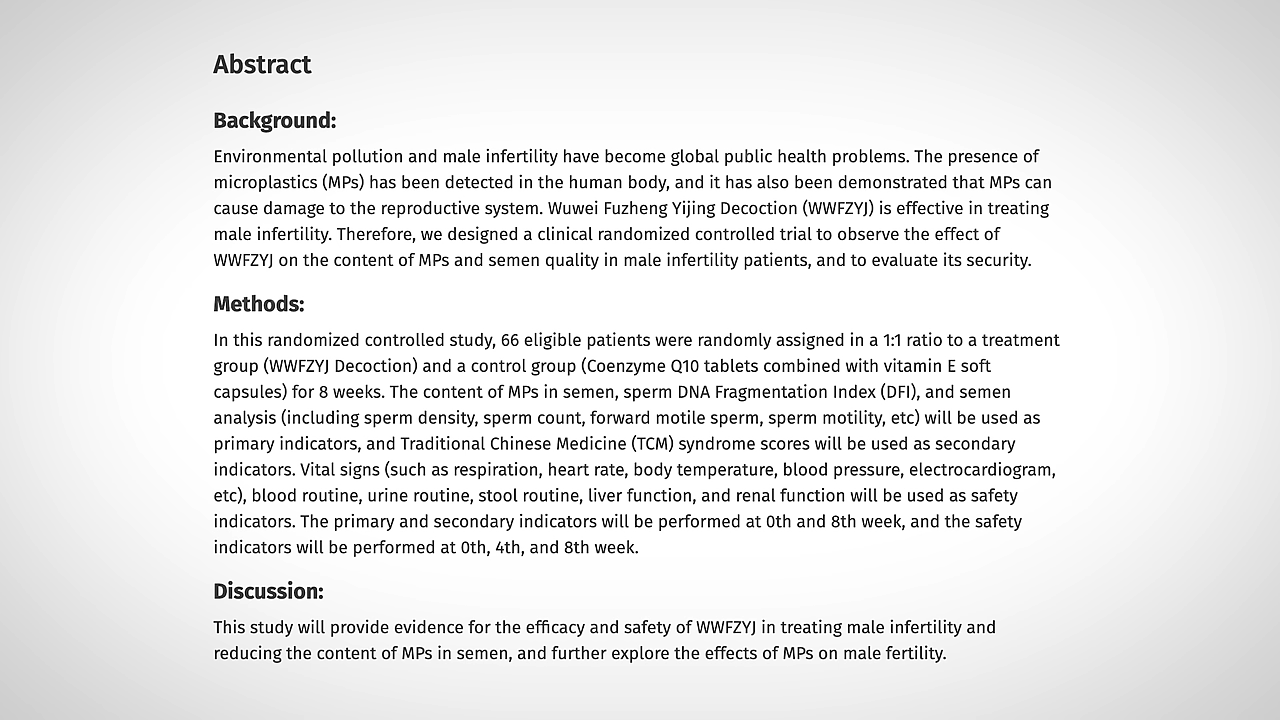 Abstract
Background:
Environmental pollution and male infertility have become global public health problems. The presence of
microplastics (MPs) has been detected in the human body, and it has also been demonstrated that MPs can
cause damage to the reproductive system. Wuwei Fuzheng Yijing Decoction (WWFZYJ) is effective in treating
male infertility. Therefore, we designed a clinical randomized controlled trial to observe the effect of
WWFZYJ on the content of MPs and semen quality in male infertility patients, and to evaluate its security.
Methods:
In this randomized controlled study, 66 eligible patients were randomly assigned in a 1:1 ratio to a treatment
group (WWFZYJ Decoction) and a control group (Coenzyme Q10 tablets combined with vitamin E soft
capsules) for 8 weeks. The content of MPs in semen, sperm DNA Fragmentation Index (DFI), and semen
analysis (including sperm density, sperm count, forward motile sperm, sperm motility, etc) will be used as
primary indicators, and Traditional Chinese Medicine (TCM) syndrome scores will be used as secondary
indicators. Vital signs (such as respiration, heart rate, body temperature, blood pressure, electrocardiogram,
etc), blood routine, urine routine, stool routine, liver function, and renal function will be used as safety
indicators. The primary and secondary indicators will be performed at 0th and 8th week, and the safety
indicators will be performed at 0th, 4th, and 8th week.
Discussion:
This study will provide evidence for the efficacy and safety of WWFZYJ in treating male infertility and
reducing the content of MPs in semen, and further explore the effects of MPs on male fertility.